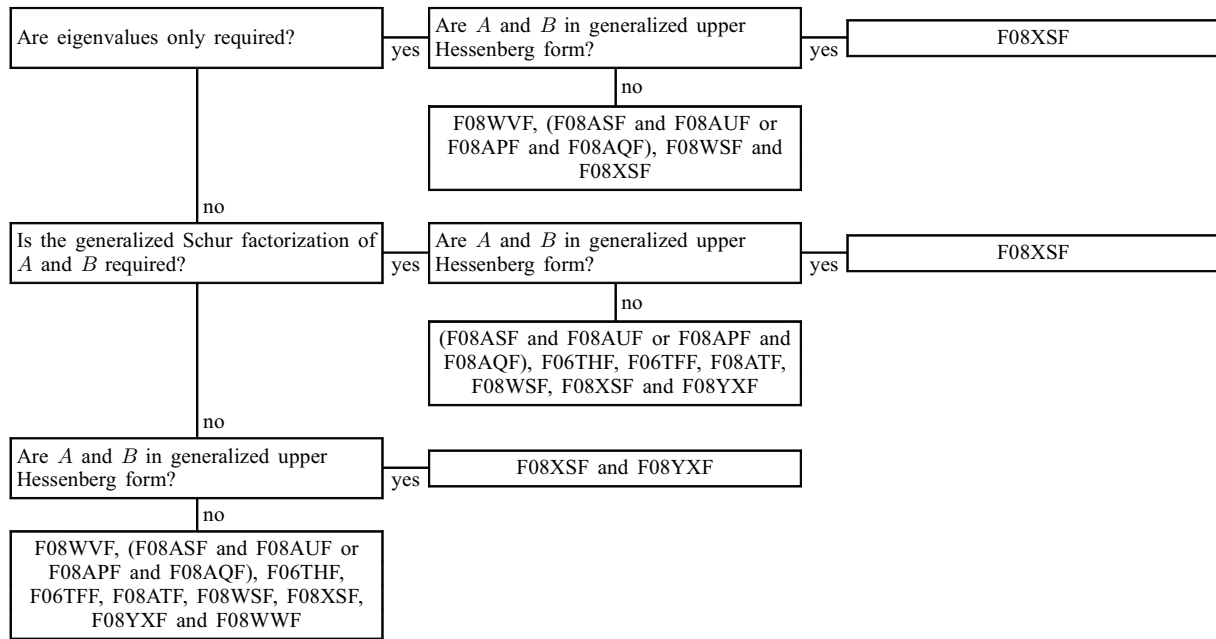 Are eigenvalues only required?
yes
Are A and B in generalized upper
Hessenberg form?
yes
F08XSF
no
F08WVF, (F08ASF and F08AUF or
F08APF and F08AQF), F08WSF and
F08XSF
no
Is the generalized Schur factorization of
A and B required?
yes
Are A and B in generalized upper
Hessenberg form?
yes
F08XSF
no
(F08ASF and F08AUF or F08APF and
F08AQF), F06THF, F06TFF, F08ATF,
F08WSF, F08XSF and F08YXF
no
Are A and B in generalized upper
Hessenberg form?
yes
F08XSF and F08YXF
no
F08WVF, (F08ASF and F08AUF or
F08APF and F08AQF), F06THF,
F06TFF, F08ATF, F08WSF, F08XSF,
F08YXF and F08WWF